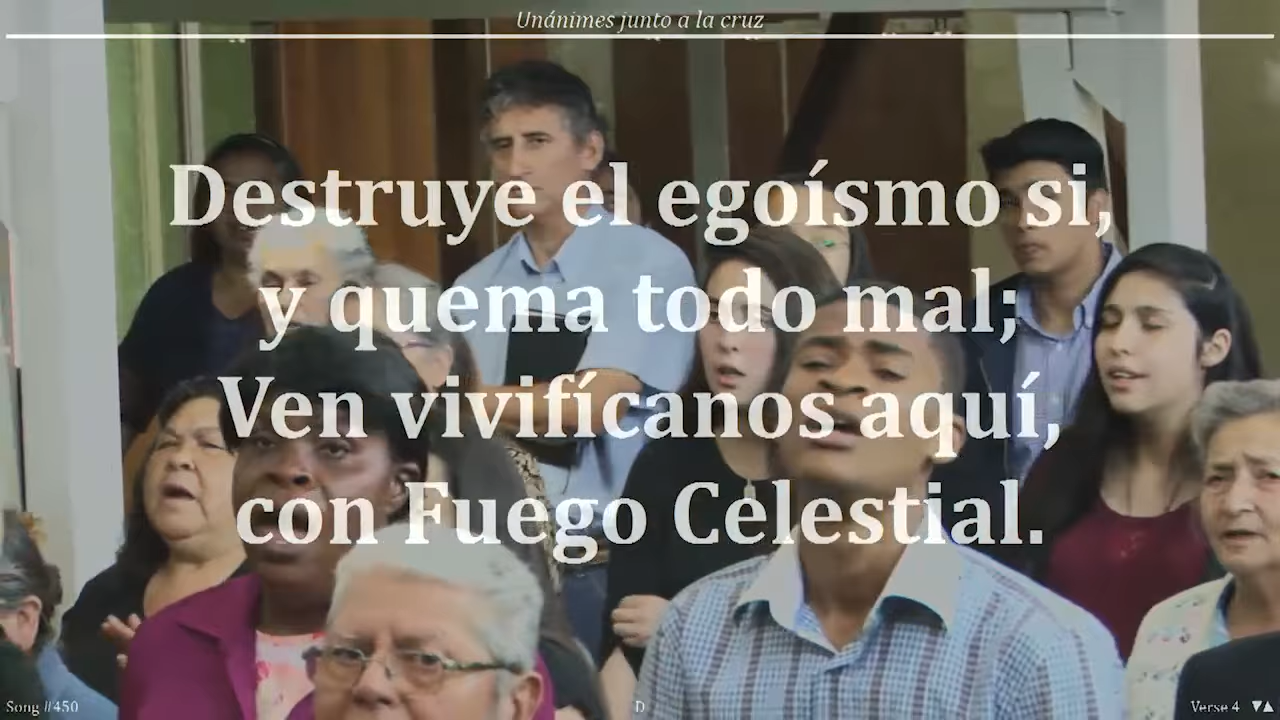 Unánimes junto a la cruz
Destruye el egoísmo si,
y quema todo mal;
Ven vivifícanos aquí,
con Fuego Celestial.
Song #450
D
Verse 4 ▼▲